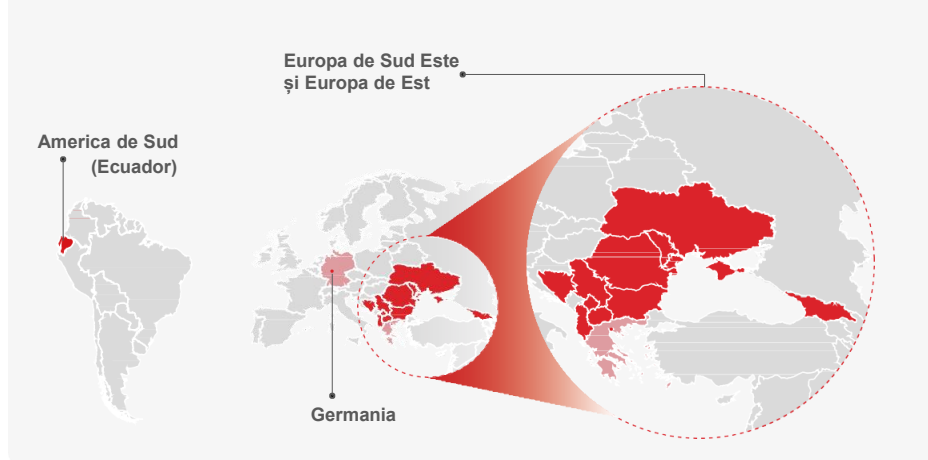 Europa de Sud Este
și Europa de Est
America de Sud
(Ecuador)
Germania